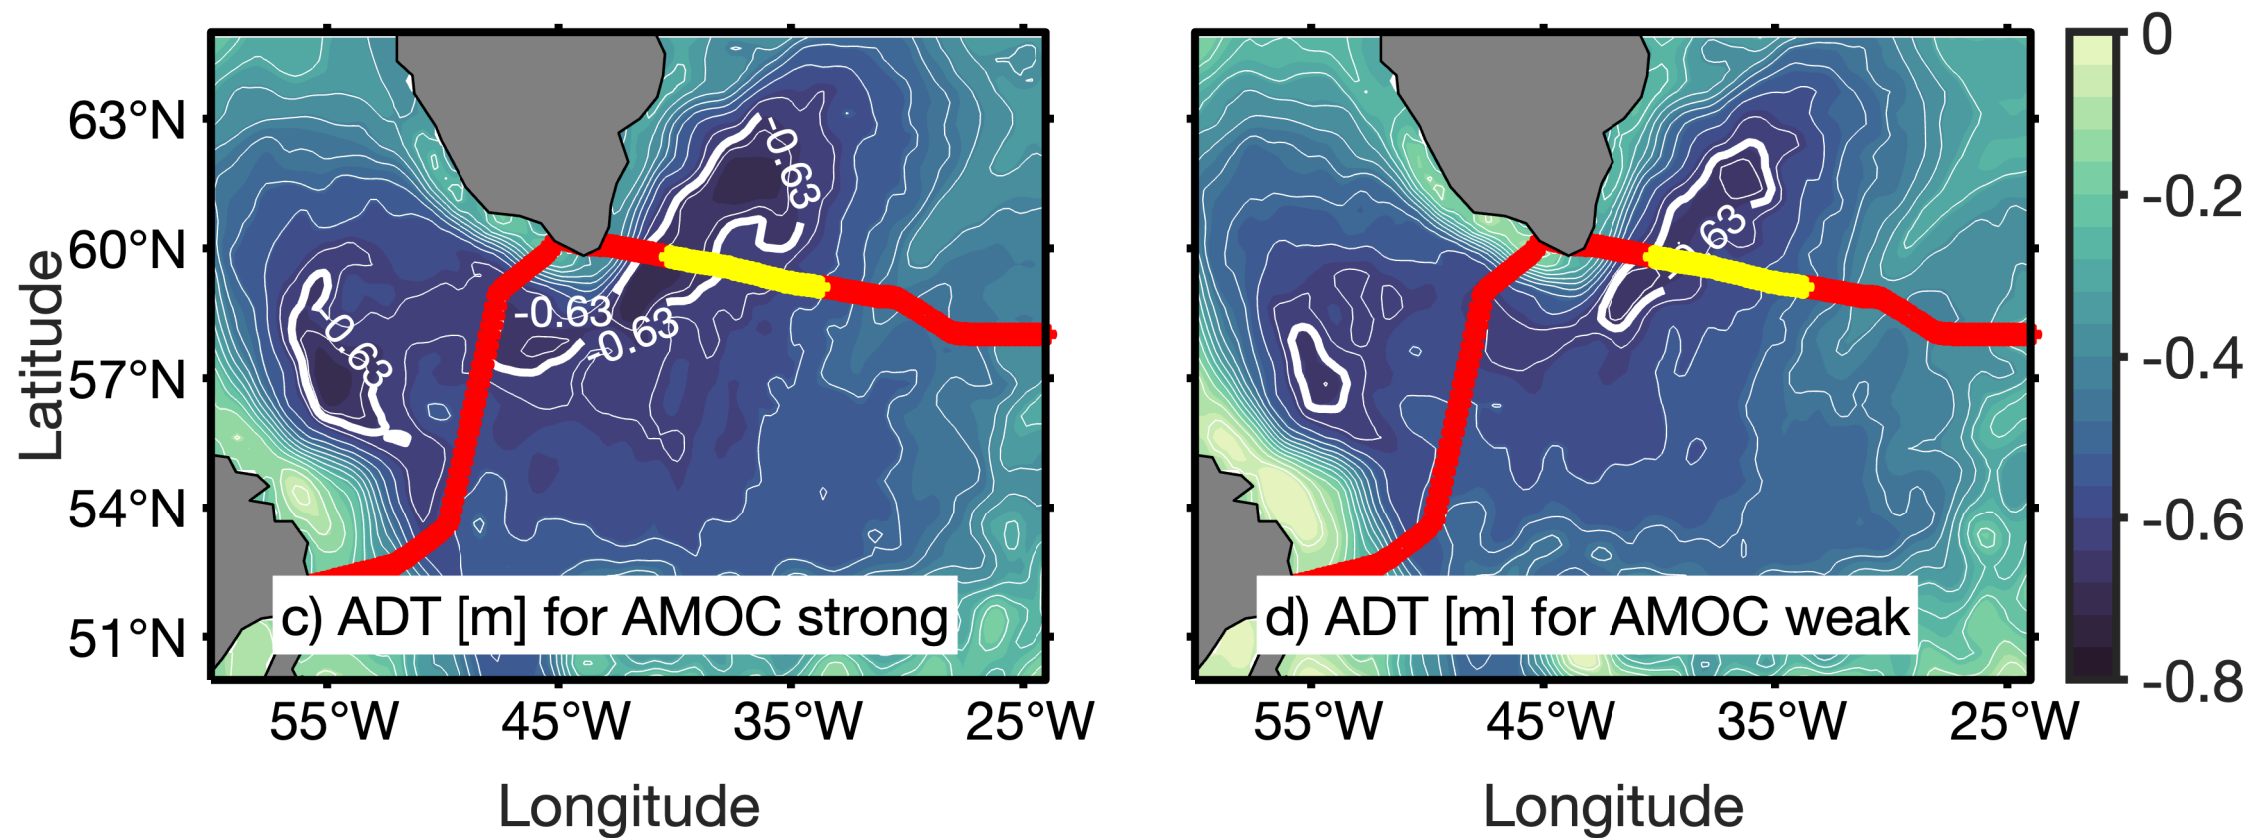 63°N
60°N
57°N
54°N
51°N
Latitude
-0.63
-0.63
-0.63
-0.63
c) ADT [m] for AMOC strong
55°W
45°W
35°W
25°W
Longitude
-0.63
d) ADT [m] for AMOC weak
55°W
45°W
35°W
25°W
Longitude
0
-0.2
-0.4
-0.6
-0.8